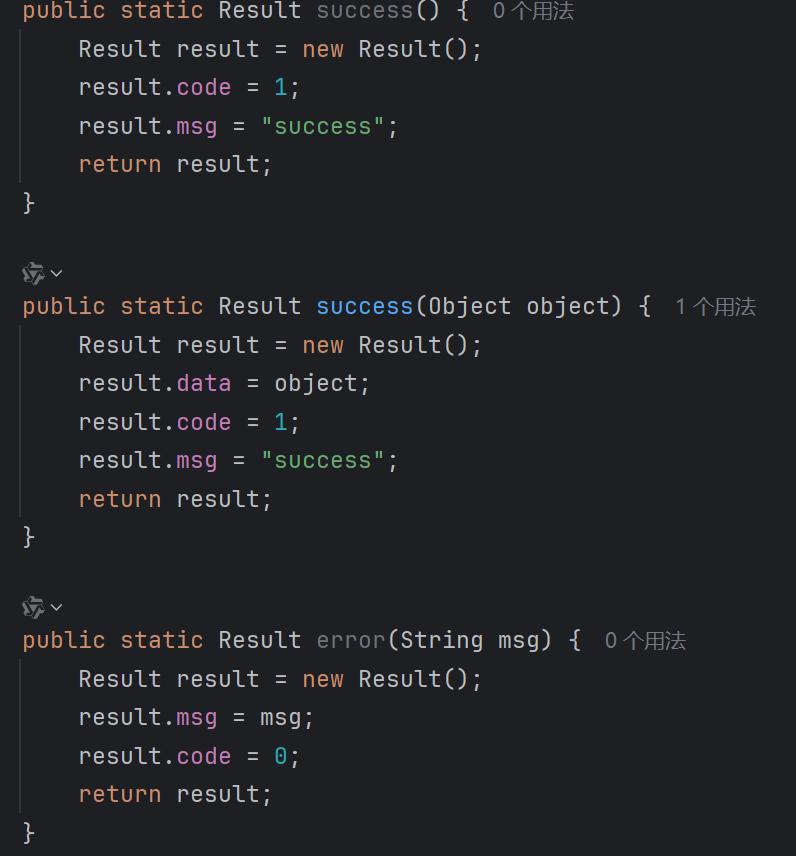 public static Result success() {   0 个用法
    Result result = new Result();
    result.code = 1;
    result.msg = "success";
    return result;
}
public static Result success(Object object) {   1 个用法
    Result result = new Result();
    result.data = object;
    result.code = 1;
    result.msg = "success";
    return result;
}
public static Result error(String msg) {   0 个用法
    Result result = new Result();
    result.msg = msg;
    result.code = 0;
    return result;
}